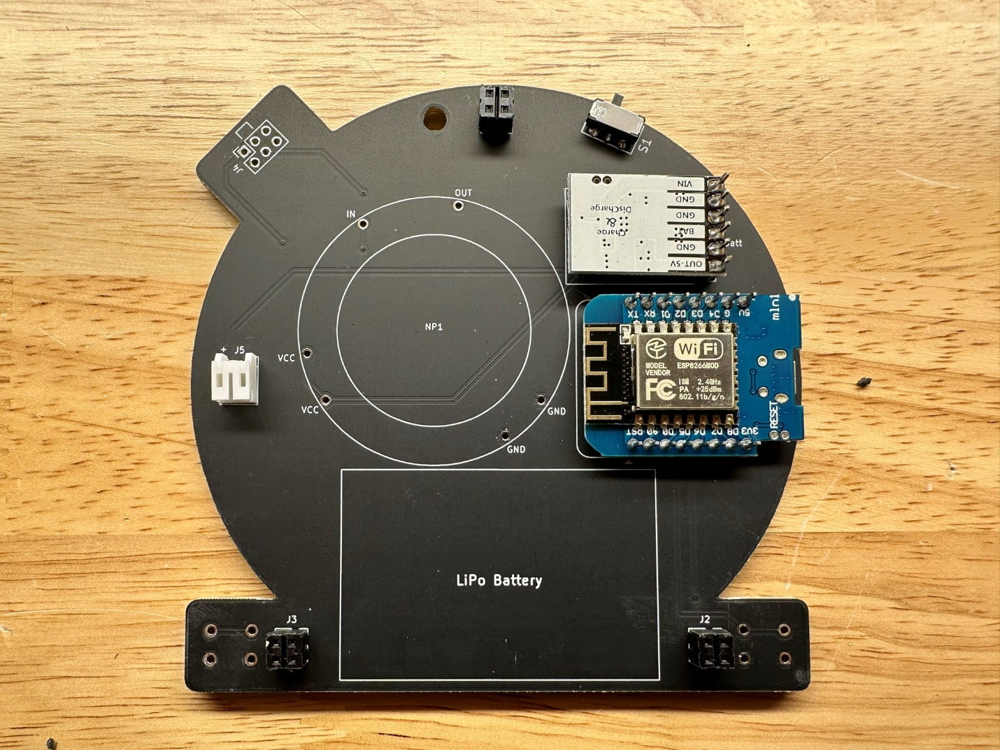 C&K
S1
J4
VIN
GND
GND
BAT
GND
OUT-5V
DisCharge
&
Charge
att
OUT
IN
NP1
+ J5
VCC
VCC
GND
GND
TX RX D1 D2 D3 D4 G 5V
mini
WiFi
MODEL
VENDOR
ESP8266MOD
FC
ISM 2.4GHz
PA +25dBm
802.11b/g/n
RST A0 D0 D5 D6 D7 D8 3V3
RESET
LiPo Battery
J3
J2